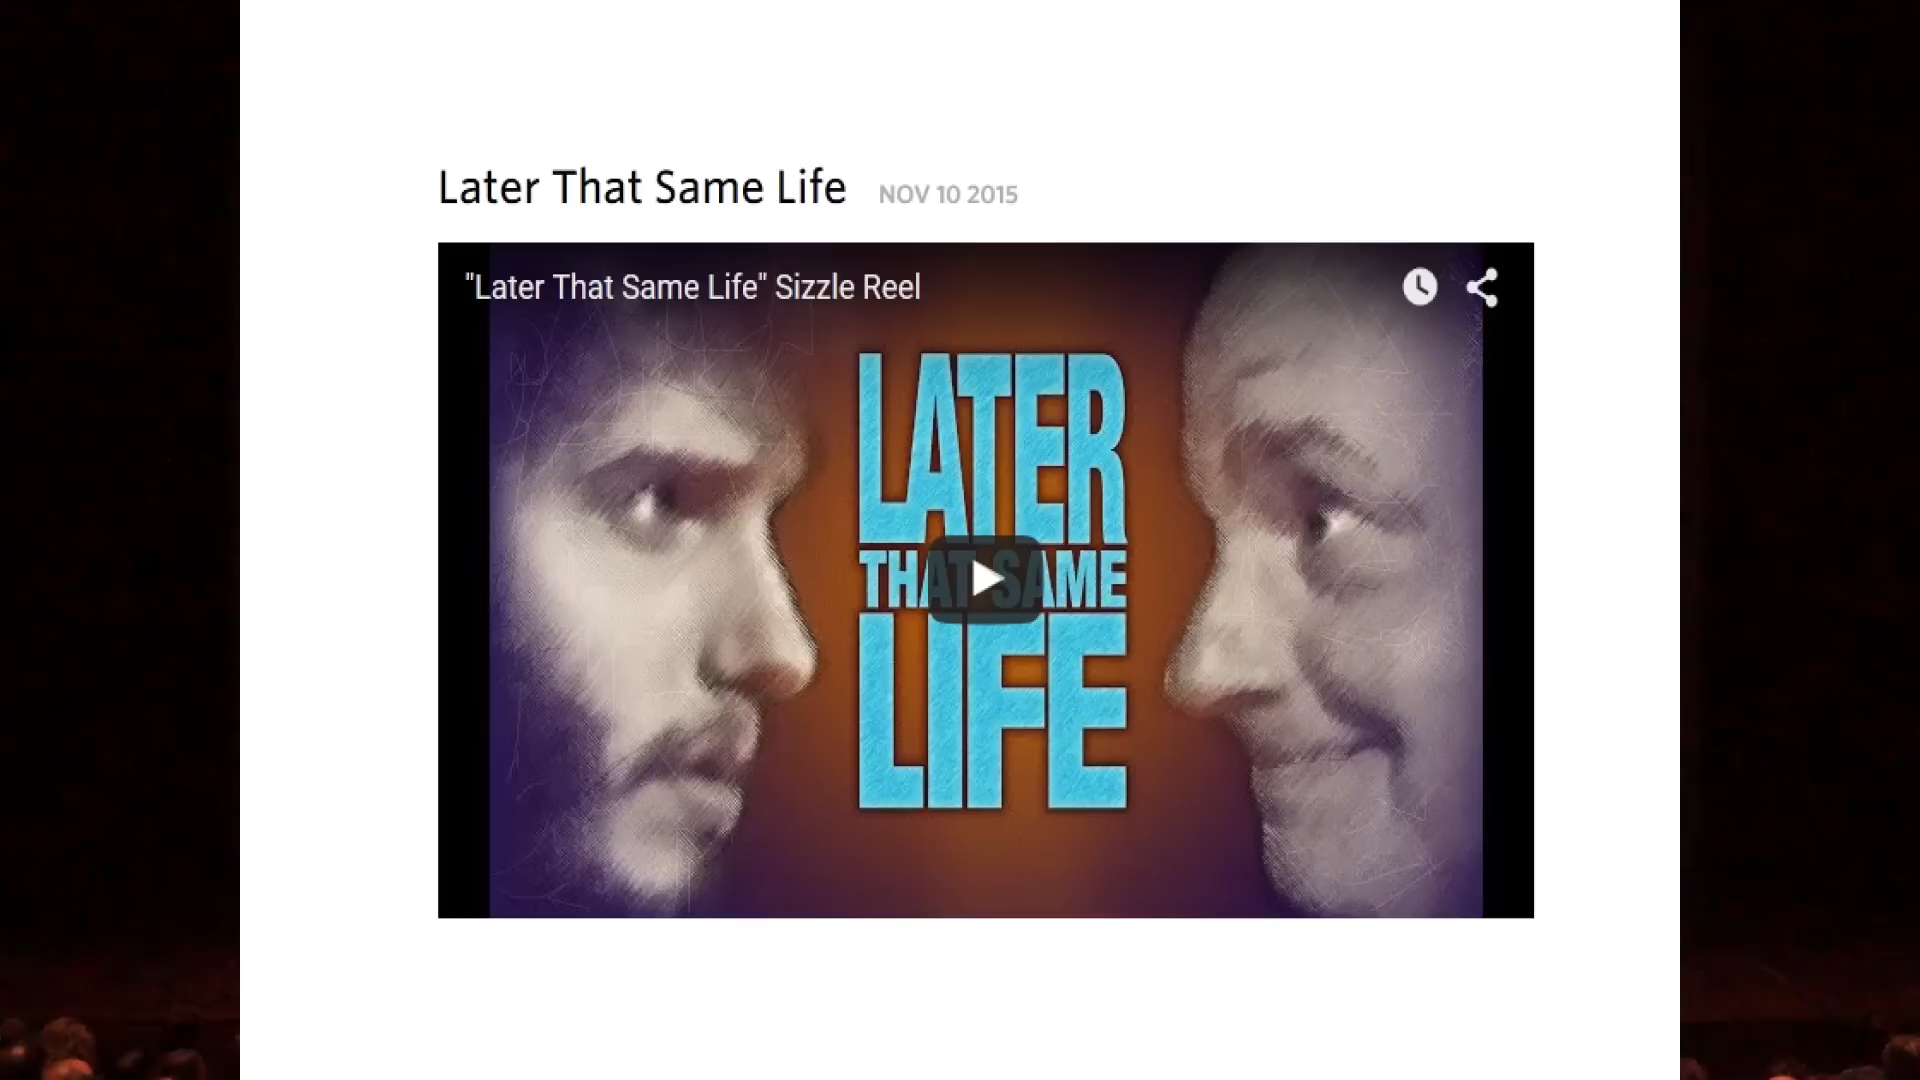 Later That Same Life NOV 10 2015
"Later That Same Life" Sizzle Reel
LATER
THAT SAME
LIFE